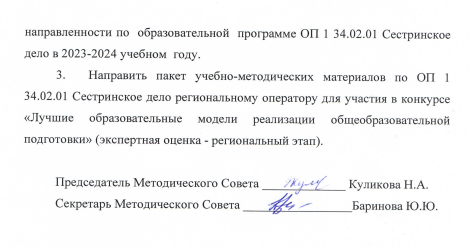 направленности по образовательной программе ОП 1 34.02.01 Сестринское
дело в 2023-2024 учебном году.
3. Направить пакет учебно-методических материалов по ОП 1
34.02.01 Сестринское дело региональному оператору для участия в конкурсе
«Лучшие образовательные модели реализации общеобразовательной
подготовки» (экспертная оценка - региональный этап).
Председатель Методического Совета ______________ Куликова Н.А.
Секретарь Методического Совета __________________Баринова Ю.Ю.